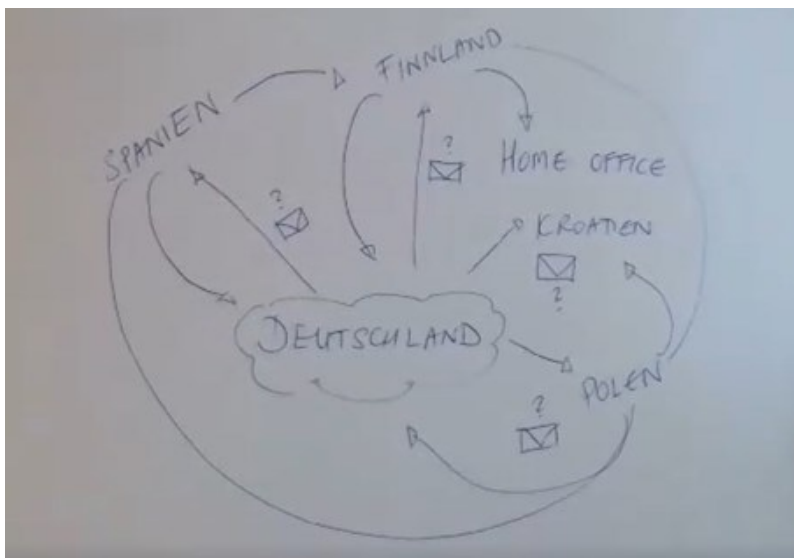 FINNLAND
SPANIEN
?
HOME OFFICE
?
KROATIEN
?
DEUTSCHLAND
POLEN
?